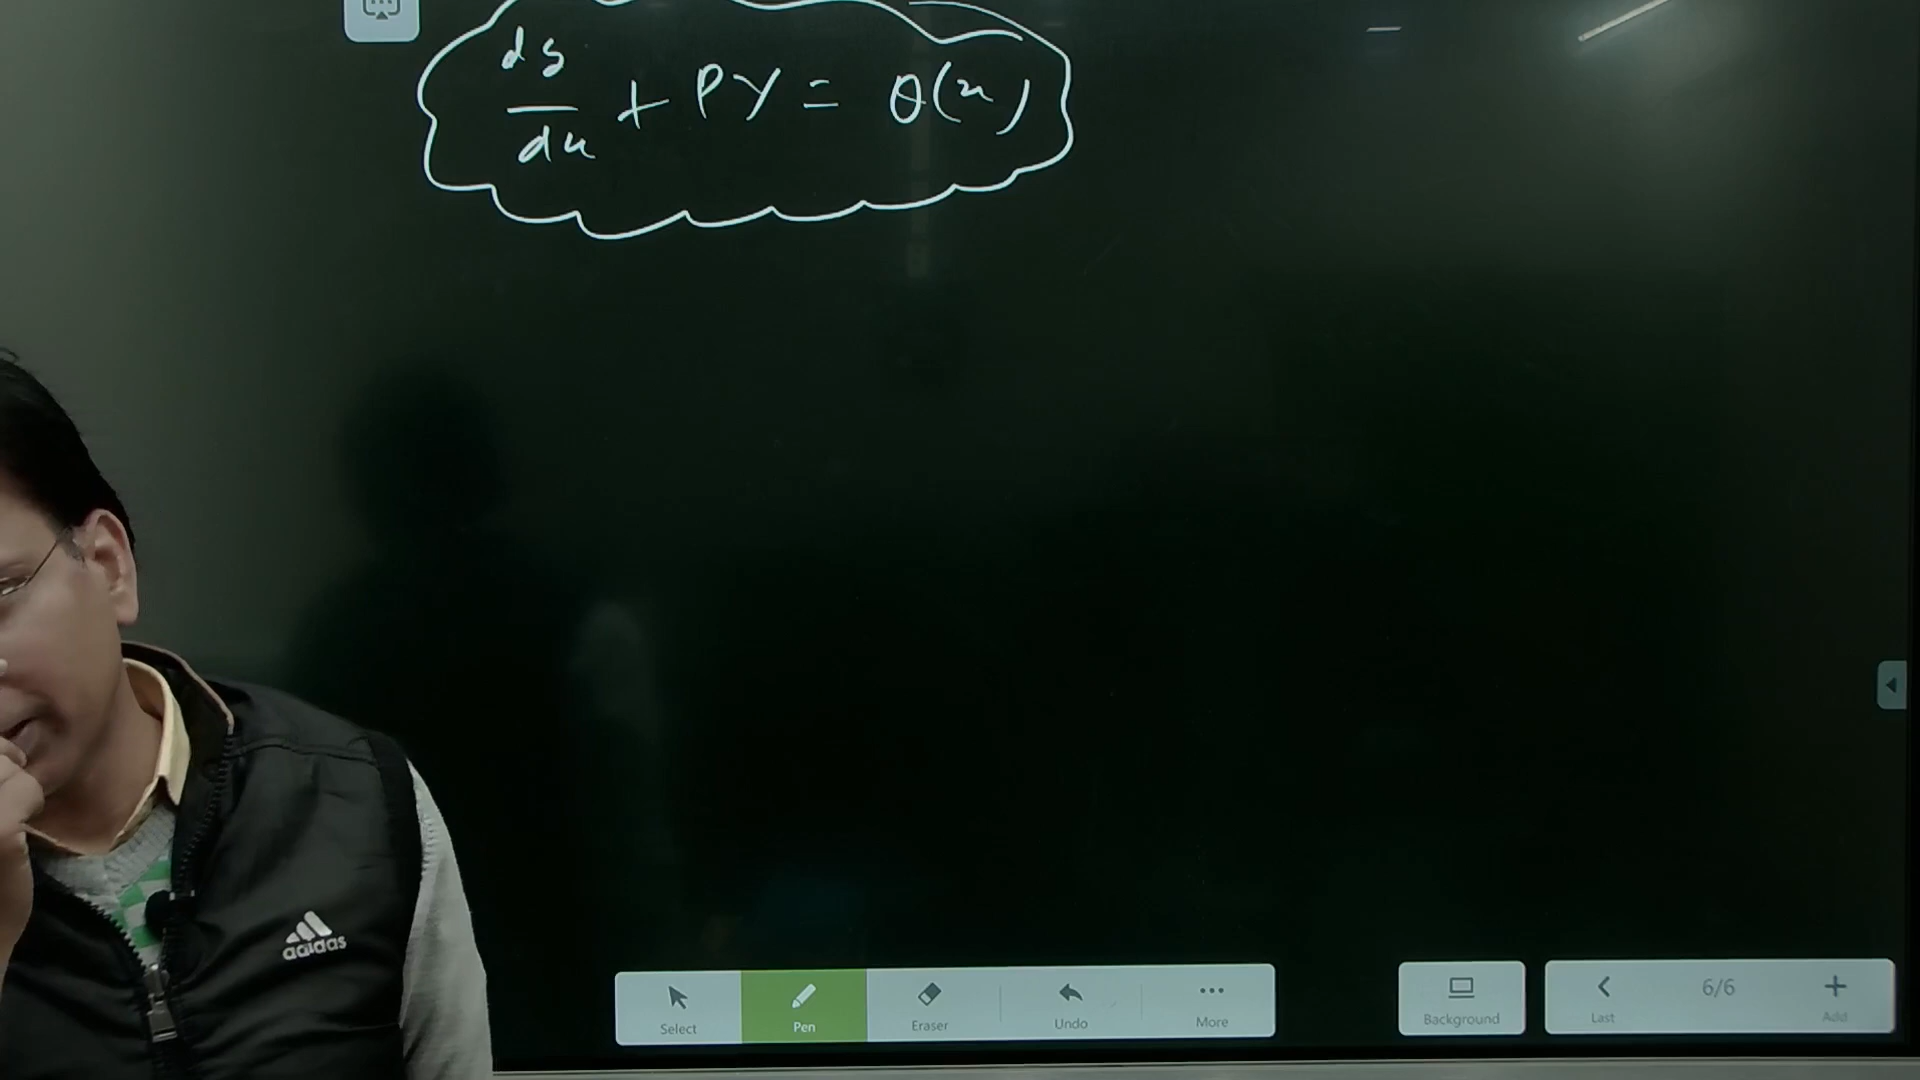 dy/dx + Py = Q(x)
adidas
Select Pen Eraser Undo More Background Last 6/6 Add